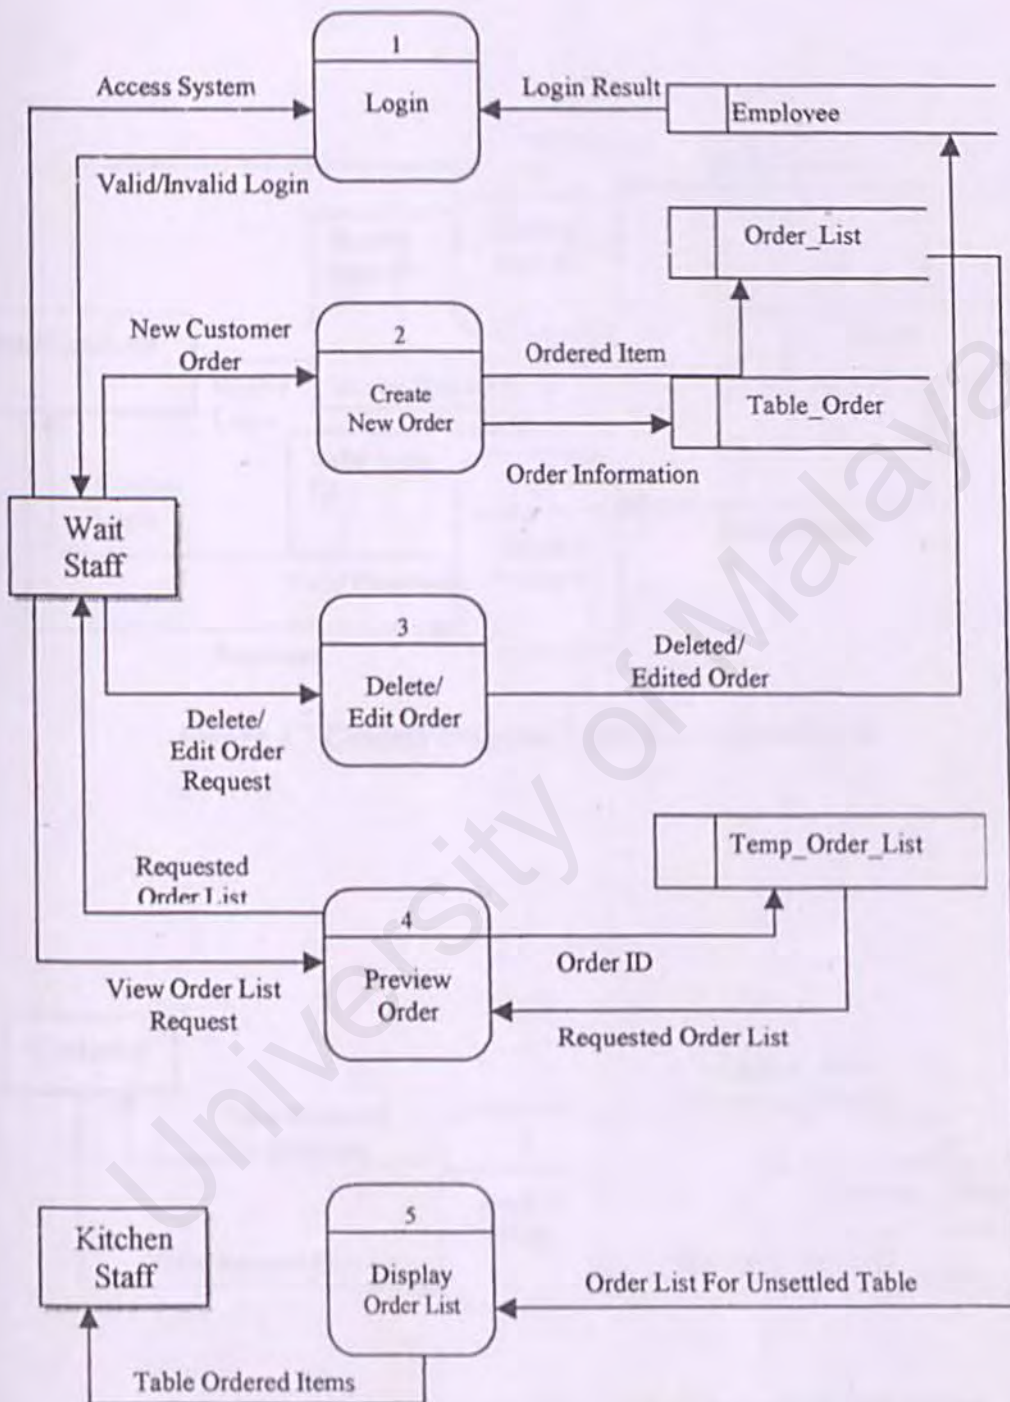 1
Login
Access System
Login Result
Employee
Valid/Invalid Login
Order_List
New Customer
Order
2
Create
New Order
Ordered Item
Table_Order
Order Information
Wait
Staff
3
Delete/
Edit Order
Deleted/
Edited Order
Delete/
Edit Order
Request
Temp_Order_List
Requested
Order List
4
Preview
Order
Order ID
View Order List
Request
Requested Order List
Kitchen
Staff
5
Display
Order List
Order List For Unsettled Table
Table Ordered Items
University of Malaya